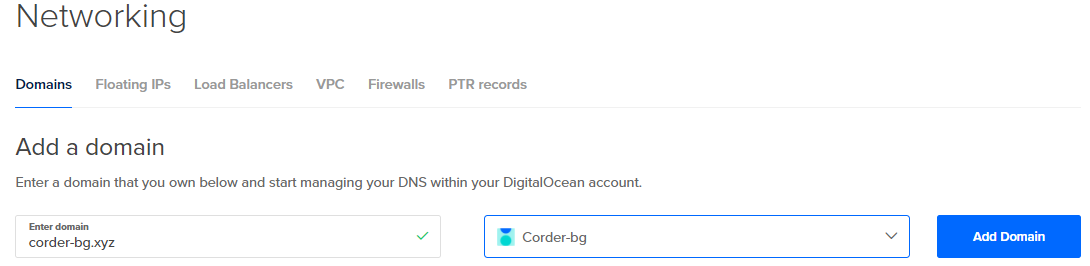 Networking
Domains Floating IPs Load Balancers VPC Firewalls PTR records
Add a domain
Enter a domain that you own below and start managing your DNS within your DigitalOcean account.
Enter domain
corder-bg.xyz
Corder-bg
Add Domain